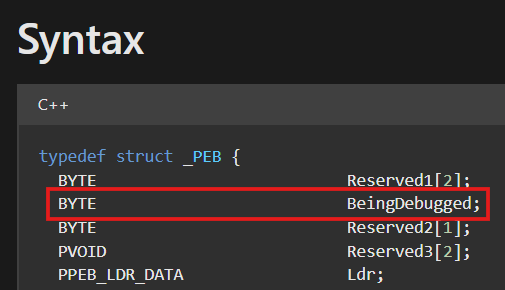 Syntax
C++
typedef struct _PEB {
BYTE Reserved1[2];
BYTE BeingDebugged;
BYTE Reserved2[1];
PVOID Reserved3[2];
PPEB_LDR_DATA Ldr;